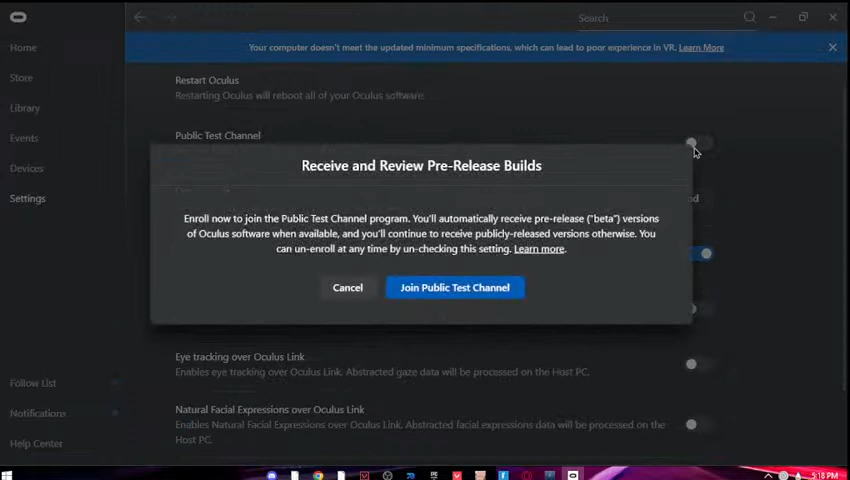 Search
Home
Your computer doesn't meet the updated minimum specifications, which can lead to poor experience in VR. Learn More
Store
Restart Oculus
Restarting Oculus will reboot all of your Oculus software.
Library
Events
Public Test Channel
Devices
Receive and Review Pre-Release Builds
Settings
Enroll now to join the Public Test Channel program. You'll automatically receive pre-release ("beta") versions
of Oculus software when available, and you'll continue to receive publicly-released versions otherwise. You
can un-enroll at any time by un-checking this setting. Learn more.
Cancel
Join Public Test Channel
Eye tracking over Oculus Link
Enables eye tracking over Oculus Link. Abstracted gaze data will be processed on the Host PC.
Follow List
Natural Facial Expressions over Oculus Link
Notifications
Enables Natural Facial Expressions over Oculus Link. Abstracted facial expressions data will be processed on the
Host PC.
Help Center
5:18 PM